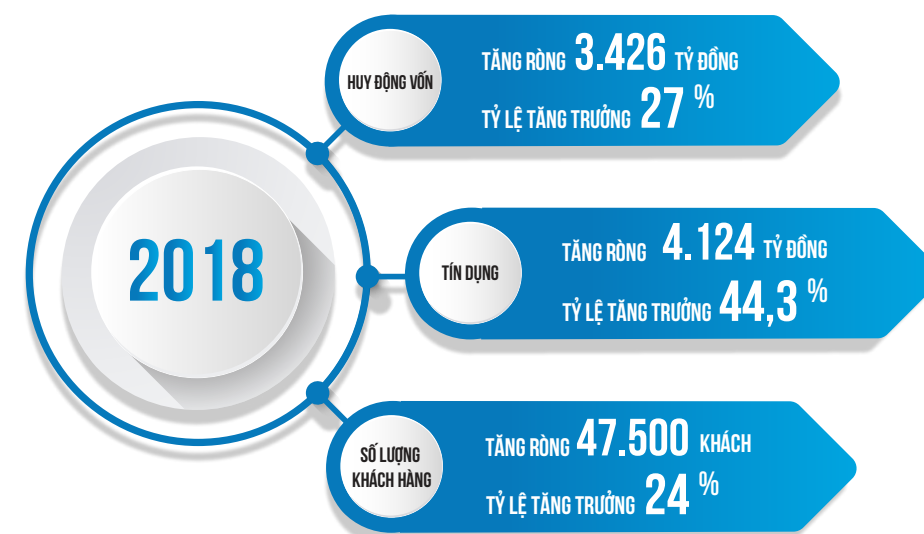 2018
HUY ĐỘNG VỐN
TĂNG RÒNG 3.426 TỶ ĐỒNG
TỶ LỆ TĂNG TRƯỞNG 27 %
TÍN DỤNG
TĂNG RÒNG 4.124 TỶ ĐỒNG
TỶ LỆ TĂNG TRƯỞNG 44,3 %
SỐ LƯỢNG
KHÁCH HÀNG
TĂNG RÒNG 47.500 KHÁCH
TỶ LỆ TĂNG TRƯỞNG 24 %